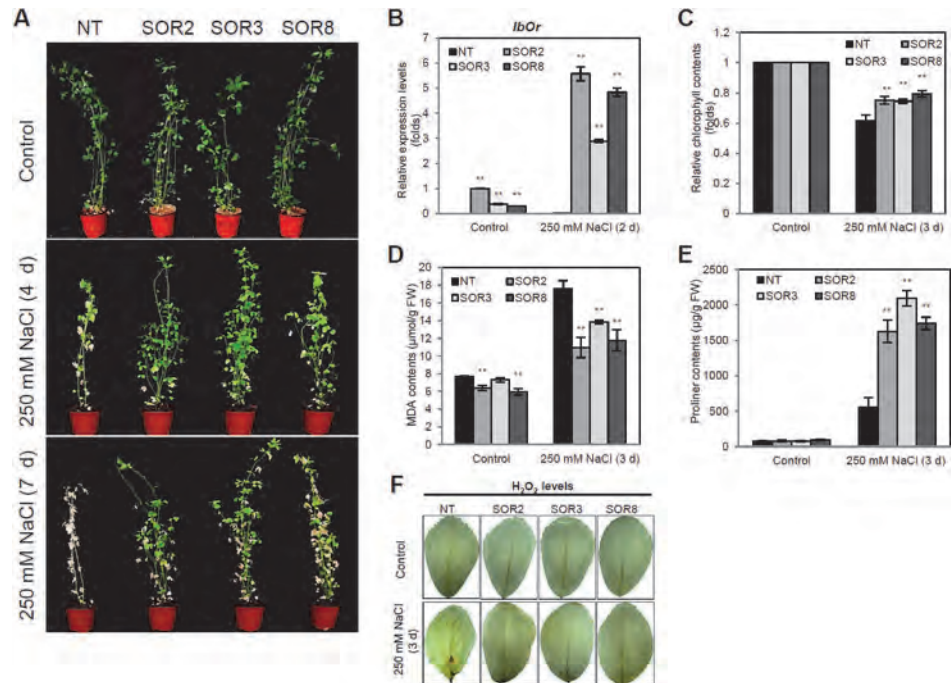 A
NT SOR2 SOR3 SOR8
Control
250 mM NaCl (4 d)
250 mM NaCl (7 d)
B
IbOr
Relative expression levels
(folds)
7
6
5
4
3
2
1
0
NT SOR2
SOR3 SOR8
** ** **
** ** **
Control 250 mM NaCl (2 d)
C
Relative chlorophyll contents
(folds)
1.2
1
0.8
0.6
0.4
0.2
0
NT SOR2
SOR3 SOR8
** ** **
Control 250 mM NaCl (3 d)
D
MDA contents (µmol/g FW)
20
18
16
14
12
10
8
6
4
2
0
NT SOR2
SOR3 SOR8
** **
** ** **
Control 250 mM NaCl (3 d)
E
Proliner contents (µg/g FW)
2500
2000
1500
1000
500
0
NT SOR2
SOR3 SOR8
** ** **
Control 250 mM NaCl (3 d)
F
H₂O₂ levels
NT SOR2 SOR3 SOR8
Control
250 mM NaCl
(3 d)